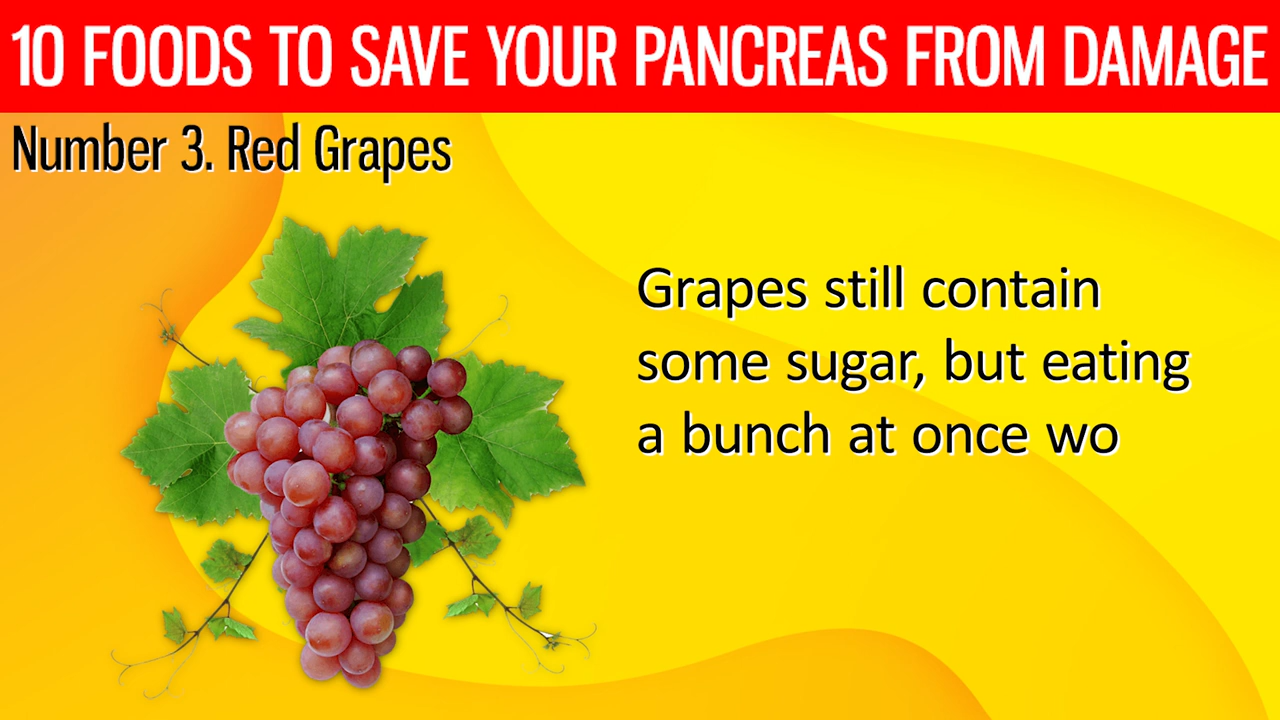 10 FOODS TO SAVE YOUR PANCREAS FROM DAMAGE
Number 3. Red Grapes
Grapes still contain
some sugar, but eating
a bunch at once wo